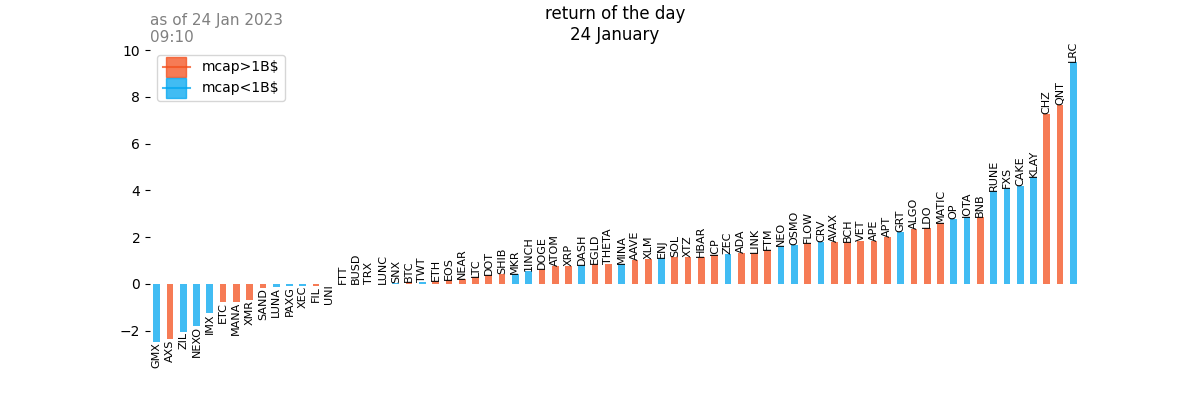 as of 24 Jan 2023
09:10
return of the day
24 January
mcap>1B$
mcap<1B$
10
8
6
4
2
0
−2
GMX
AXS
ZIL
NEXO
IMX
ETC
MANA
XMR
SAND
LUNA
PAXG
XEC
FIL
UNI
FTT
BUSD
TRX
LUNC
SNX
BTC
TWT
ETH
EOS
NEAR
LTC
DOT
SHIB
MKR
1INCH
DOGE
ATOM
XRP
DASH
EGLD
THETA
MINA
AAVE
XLM
ENJ
SOL
XTZ
HBAR
ICP
ZEC
ADA
LINK
FTM
NEO
OSMO
FLOW
CRV
AVAX
BCH
VET
APE
APT
GRT
ALGO
LDO
MATIC
OP
IOTA
BNB
RUNE
FXS
CAKE
KLAY
CHZ
QNT
LRC